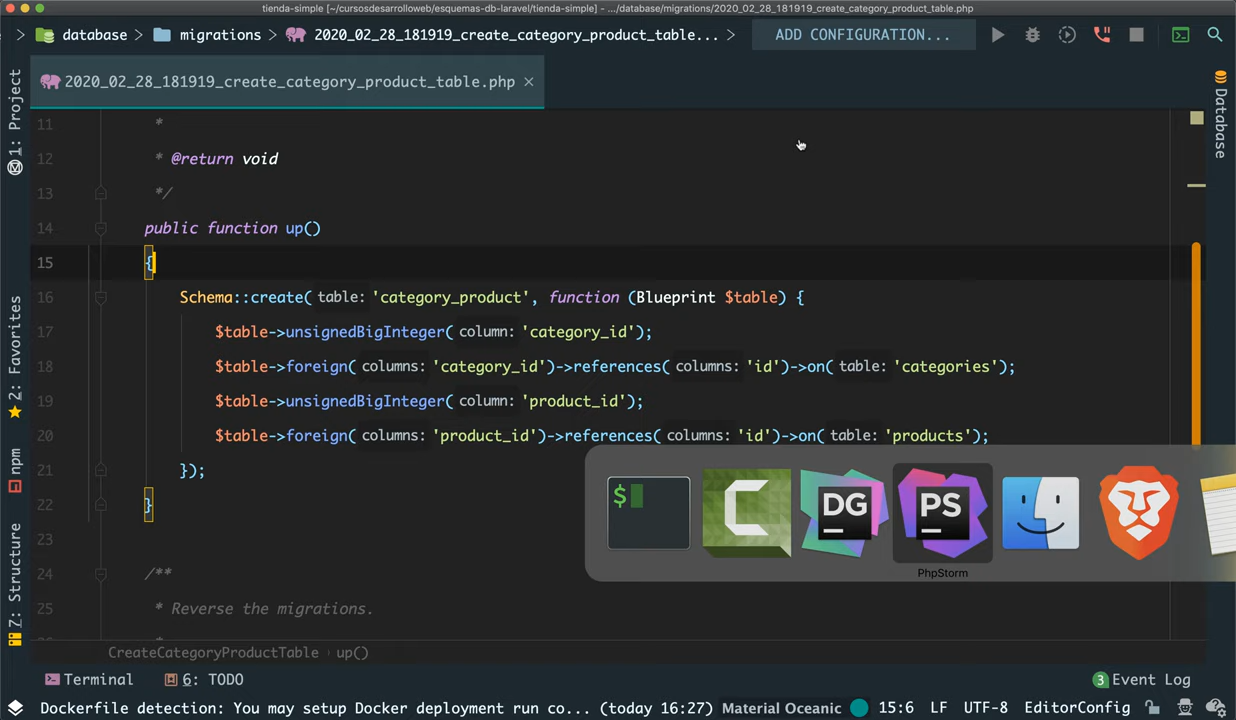 tienda-simple [~/cursosdesarrolloweb/esquemas-db-laravel/tienda-simple] - .../database/migrations/2020_02_28_181919_create_category_product_table.php
database > migrations > 2020_02_28_181919_create_category_product_table... > ADD CONFIGURATION...
2020_02_28_181919_create_category_product_table.php ×
1: Project
2: Favorites
npm
7: Structure
Database
11 *
12 * @return void
13 */
14 public function up()
15 {
16 Schema::create( table: 'category_product', function (Blueprint $table) {
17 $table->unsignedBigInteger( column: 'category_id');
18 $table->foreign( columns: 'category_id')->references( columns: 'id')->on( table: 'categories');
19 $table->unsignedBigInteger( column: 'product_id');
20 $table->foreign( columns: 'product_id')->references( columns: 'id')->on( table: 'products');
21 });
22 }
23
24 /**
25 * Reverse the migrations.
$
C
DG
PS
PhpStorm
CreateCategoryProductTable › up()
Terminal 6: TODO 3 Event Log
Dockerfile detection: You may setup Docker deployment run co... (today 16:27) Material Oceanic 15:6 LF UTF-8 EditorConfig